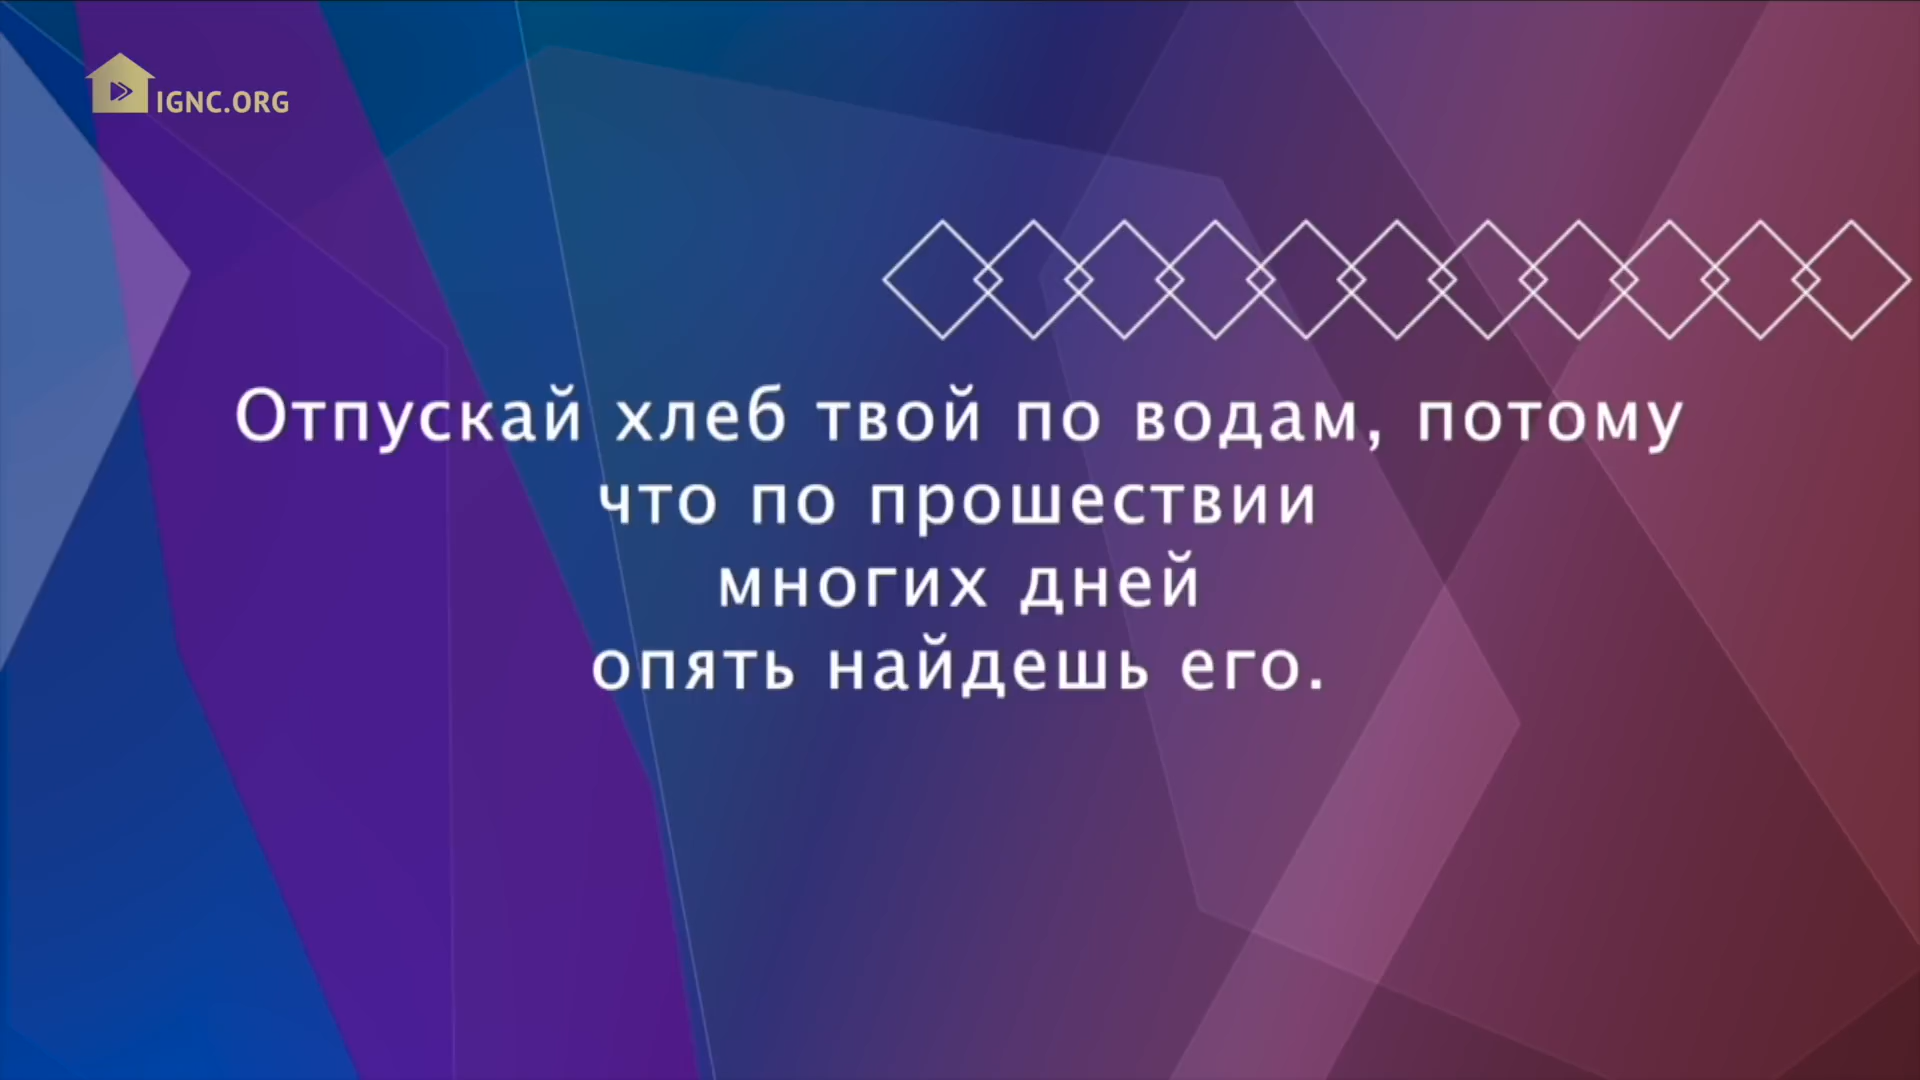 IGNC.ORG
Отпускай хлеб твой по водам, потому
что по прошествии
многих дней
опять найдешь его.